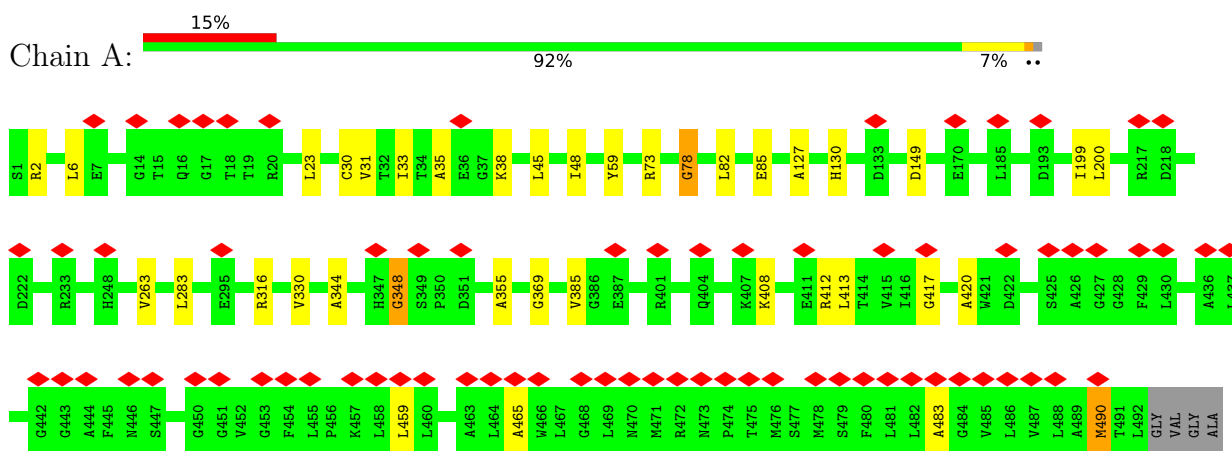 15%
Chain A:
92% 7% ••
S1 R2 L6 E7 G14 T15 Q16 G17 T18 T19 R20 L23 C30 V31 T32 I33 T34 A35 E36 G37 K38 L45 I48 Y59 R73 G78 L82 E85 A127 H130 D133 D149 E170 L185 D193 I199 L200 R217 D218
D222 R233 H248 V263 L283 E295 R316 V330 A344 H347 G348 S349 P350 D351 A355 G369 V385 G386 E387 R401 Q404 K407 K408 E411 R412 L413 T414 V415 I416 G417 A420 W421 D422 S425 A426 G427 G428 F429 L430 A436 A437
G442 G443 A444 F445 N446 S447 G450 G451 V452 G453 F454 L455 P456 K457 L458 L459 L460 A463 L464 A465 W466 L467 G468 L469 N470 M471 R472 N473 P474 T475 M476 S477 M478 S479 F480 L481 L482 A483 G484 V485 L486 V487 L488 A489 M490 T491 L492 GLY VAL GLY ALA